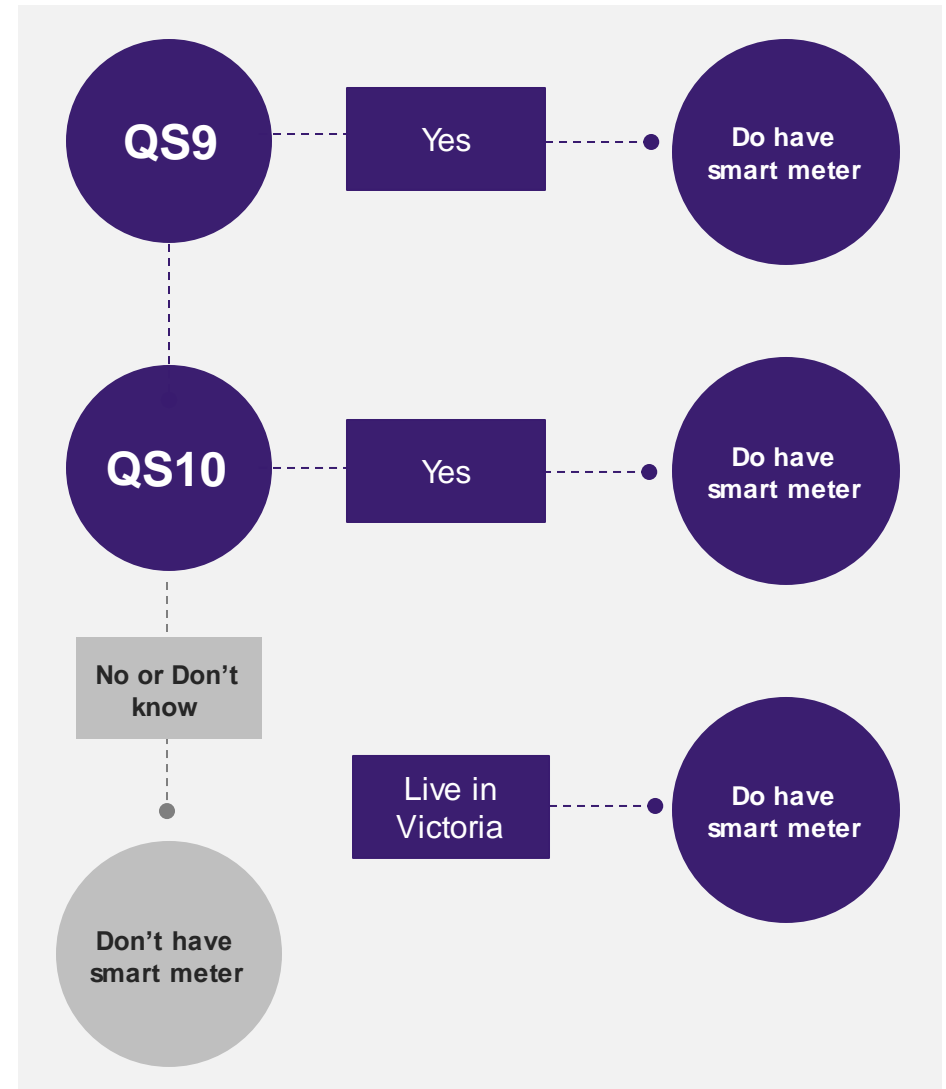 QS9
Yes
Do have
smart meter
QS10
Yes
Do have
smart meter
No or Don’t
know
Live in
Victoria
Do have
smart meter
Don’t have
smart meter